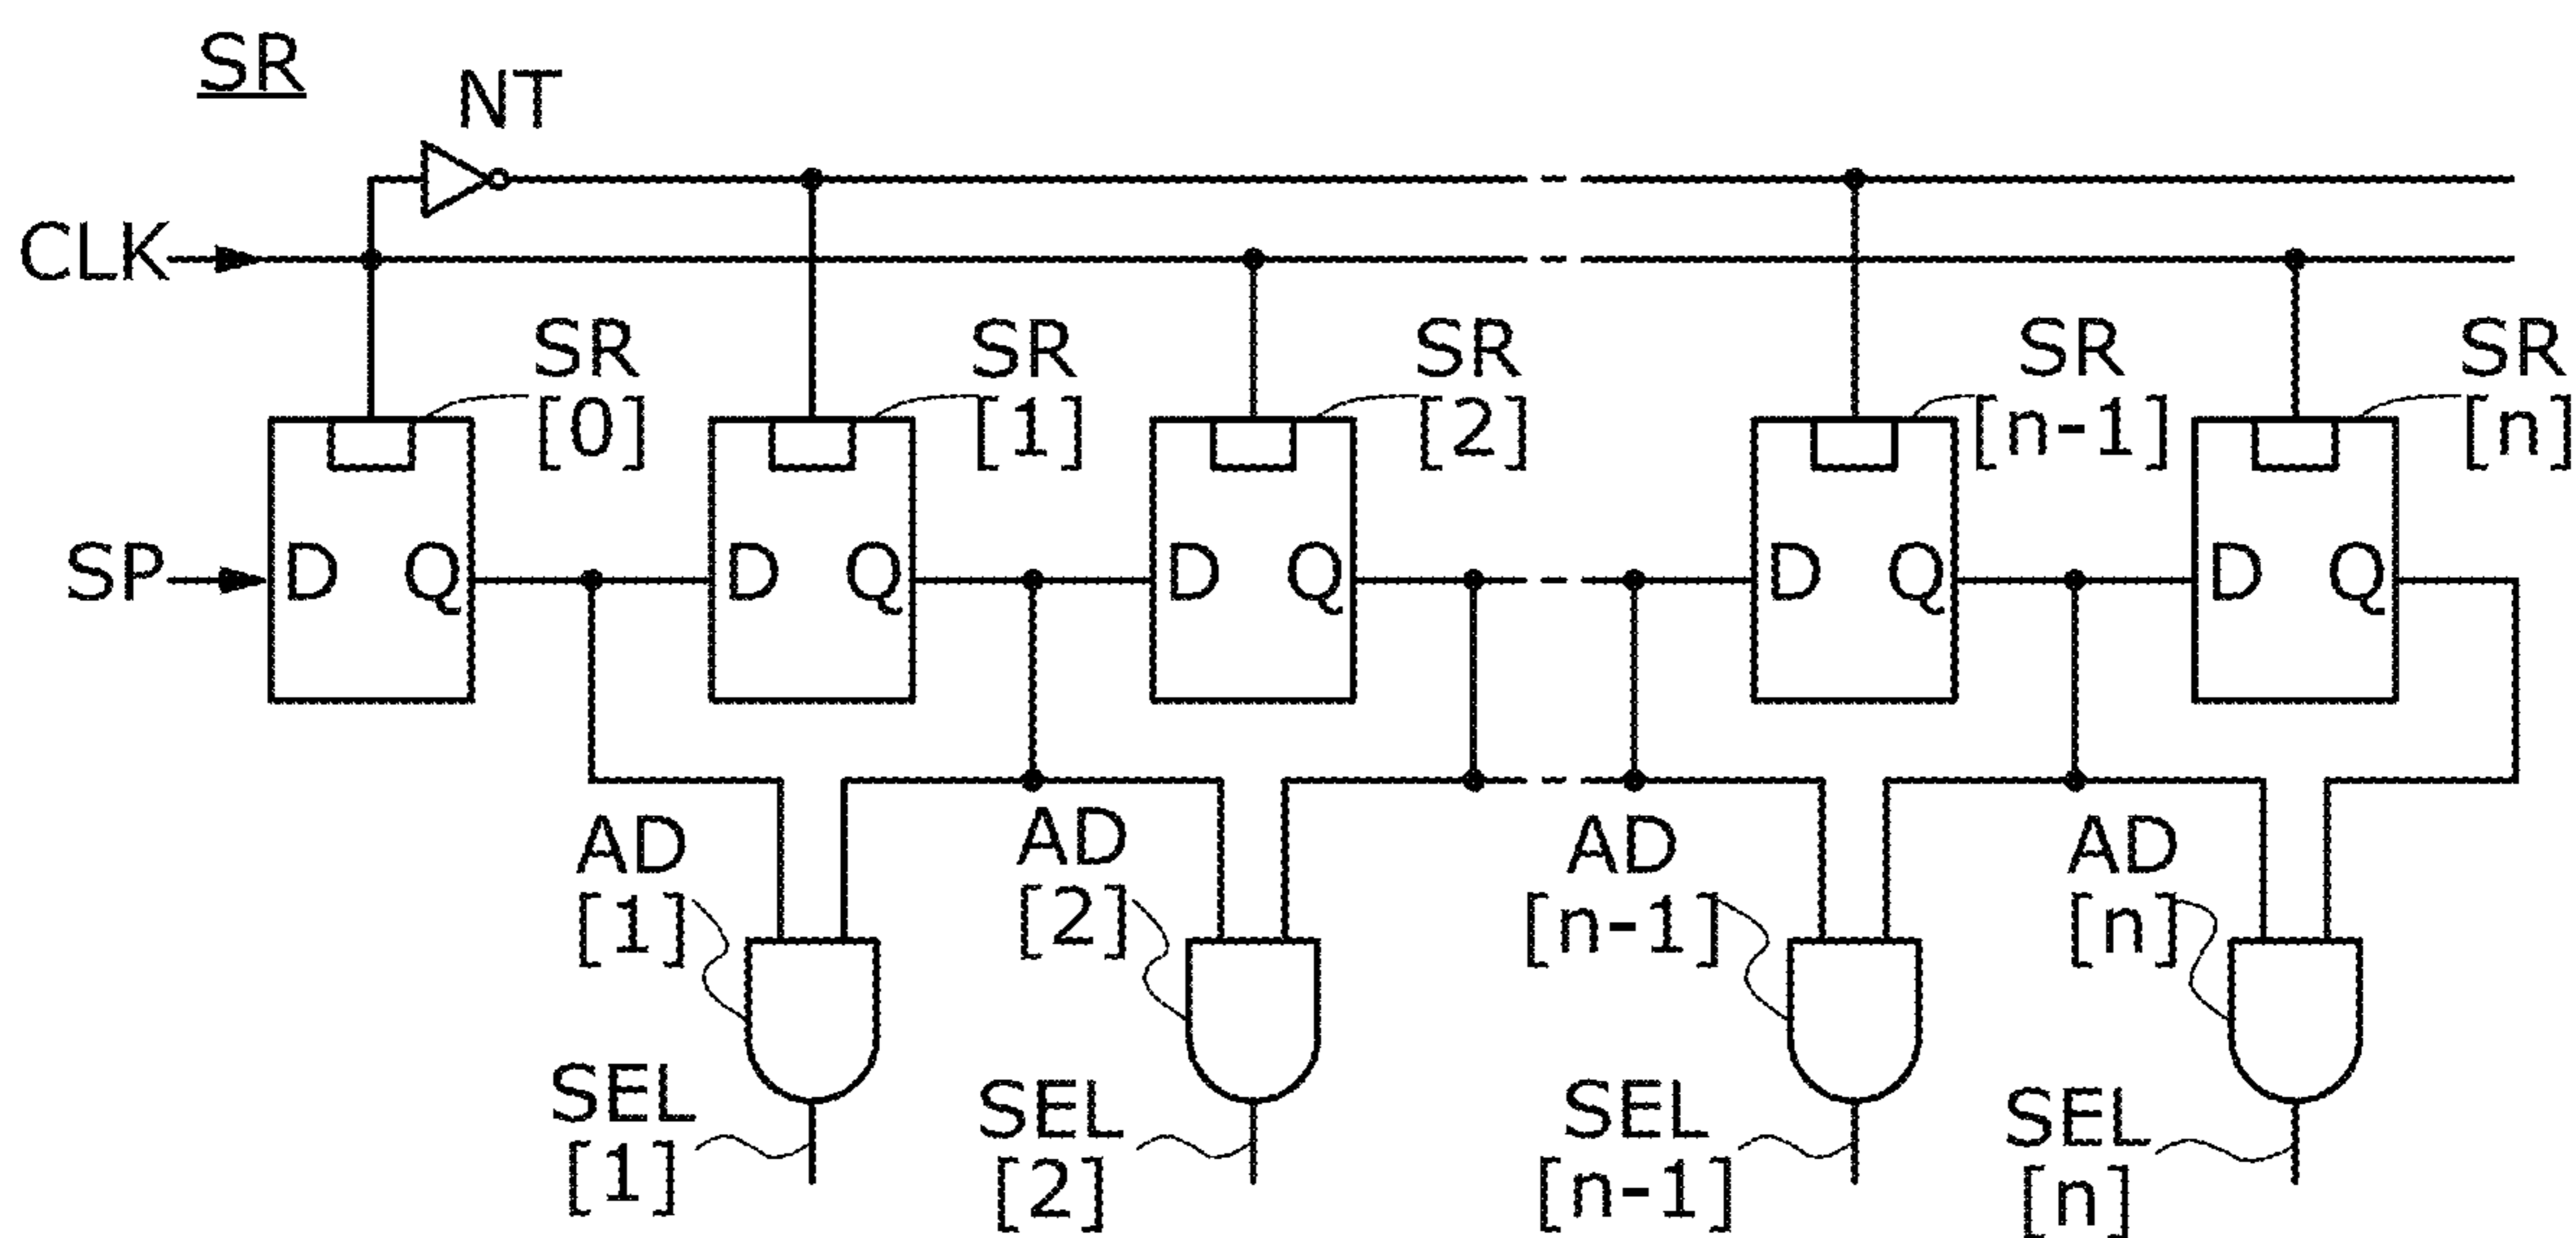 SR
NT
CLK
SR
[0]
SR
[1]
SR
[2]
SR
[n-1]
SR
[n]
SP
D Q
D Q
D Q
D Q
D Q
AD
[1]
AD
[2]
AD
[n-1]
AD
[n]
SEL
[1]
SEL
[2]
SEL
[n-1]
SEL
[n]